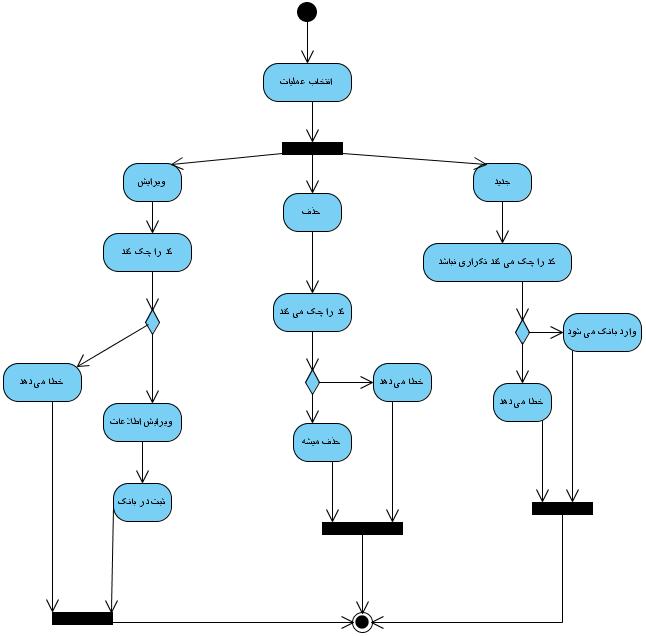 انتخاب عملیات
ویرایش
حذف
جدید
کد را چک کند
کد را چک می کند
کد را چک می کند تکراری نباشد
خطا می‌دهد
ویرایش اطلاعات
ثبت در بانک
خطا می‌دهد
حذف میشه
وارد بانک می شود
خطا می‌دهد